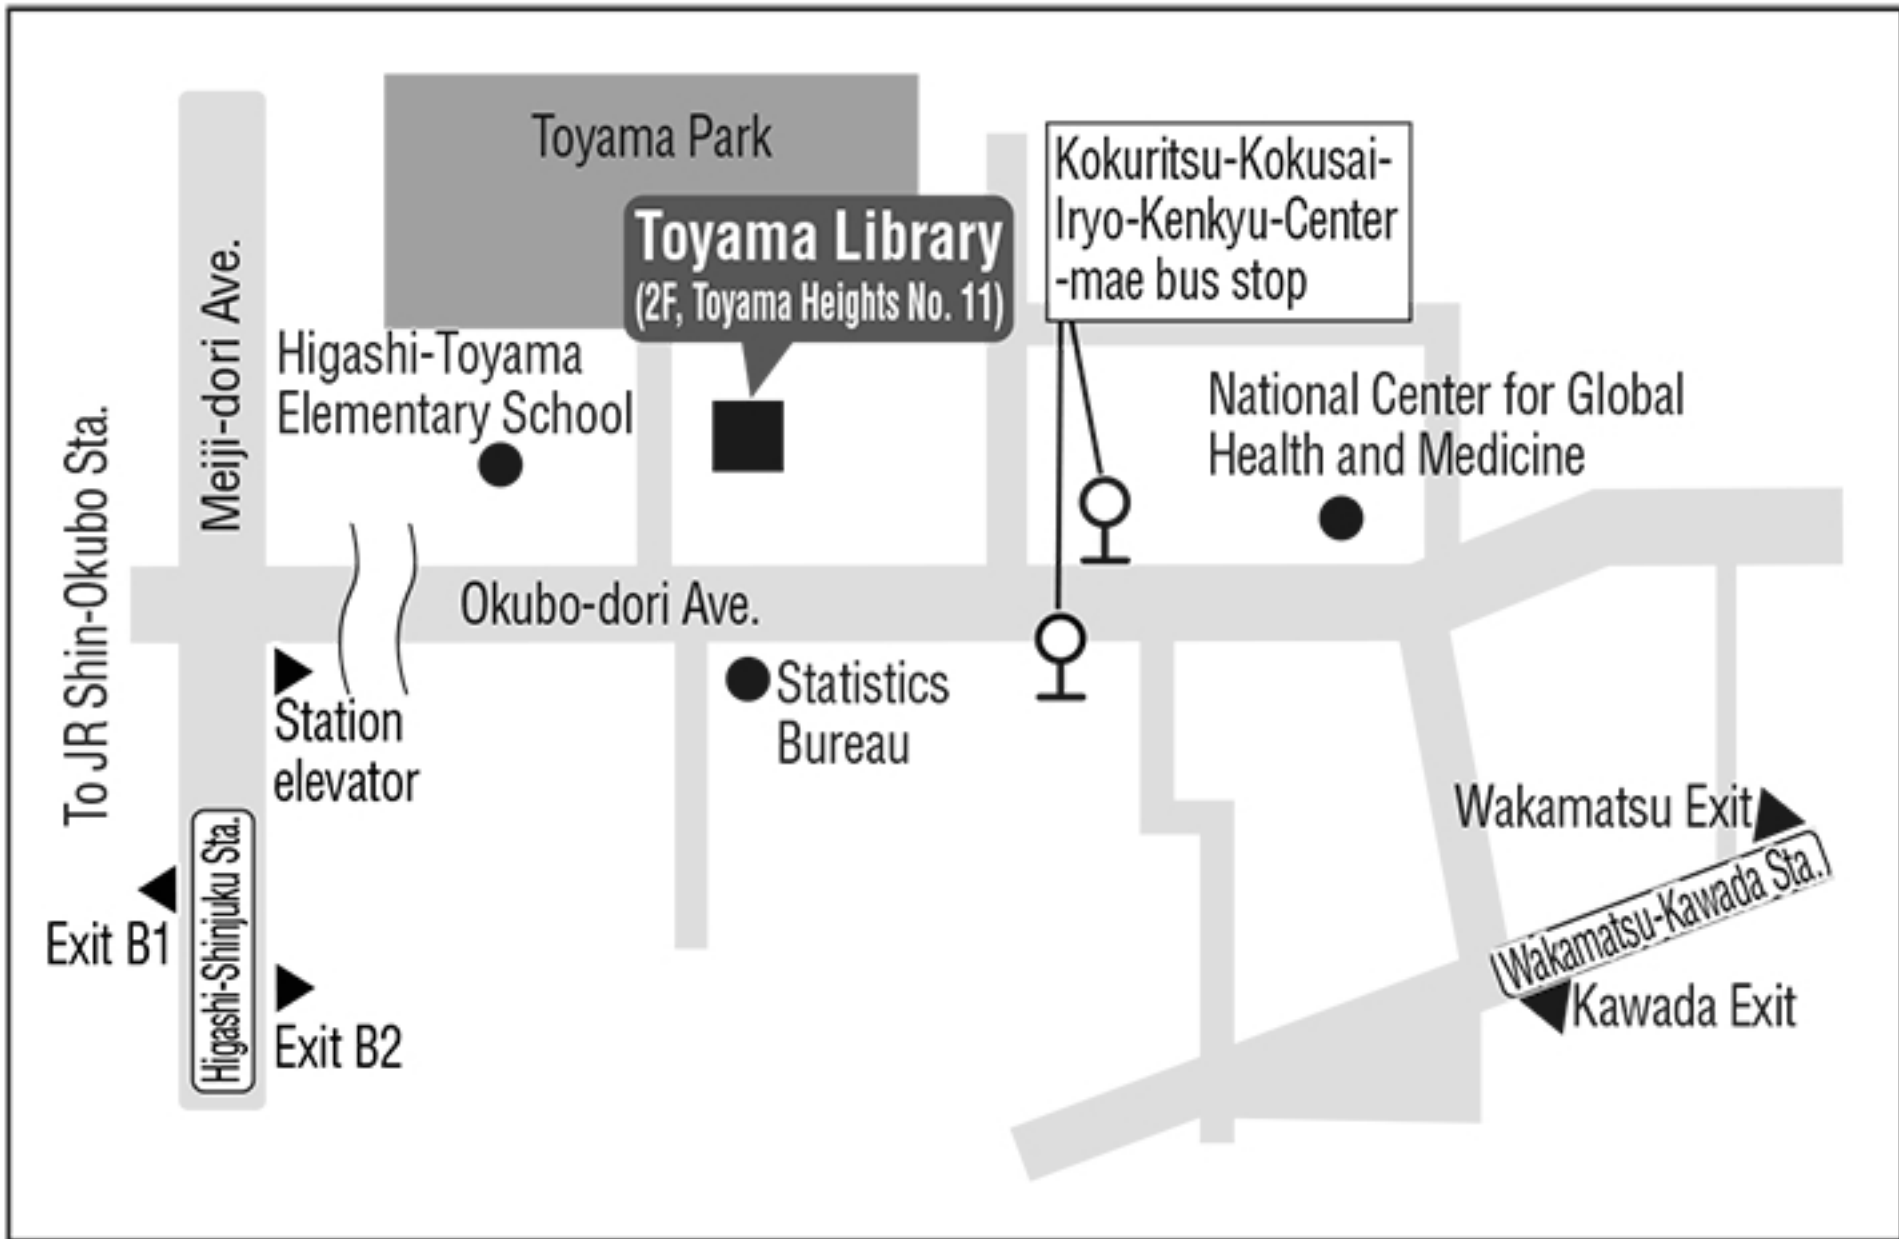 Toyama Park
Toyama Library
(2F, Toyama Heights No. 11)
Kokuritsu-Kokusai-
Iryo-Kenkyu-Center
-mae bus stop
Meiji-dori Ave.
Higashi-Toyama
Elementary School
National Center for Global
Health and Medicine
To JR Shin-Okubo Sta.
Okubo-dori Ave.
Statistics
Bureau
Station
elevator
Higashi-Shinjuku Sta.
Exit B1
Exit B2
Wakamatsu Exit
Wakamatsu-Kawada Sta.
Kawada Exit